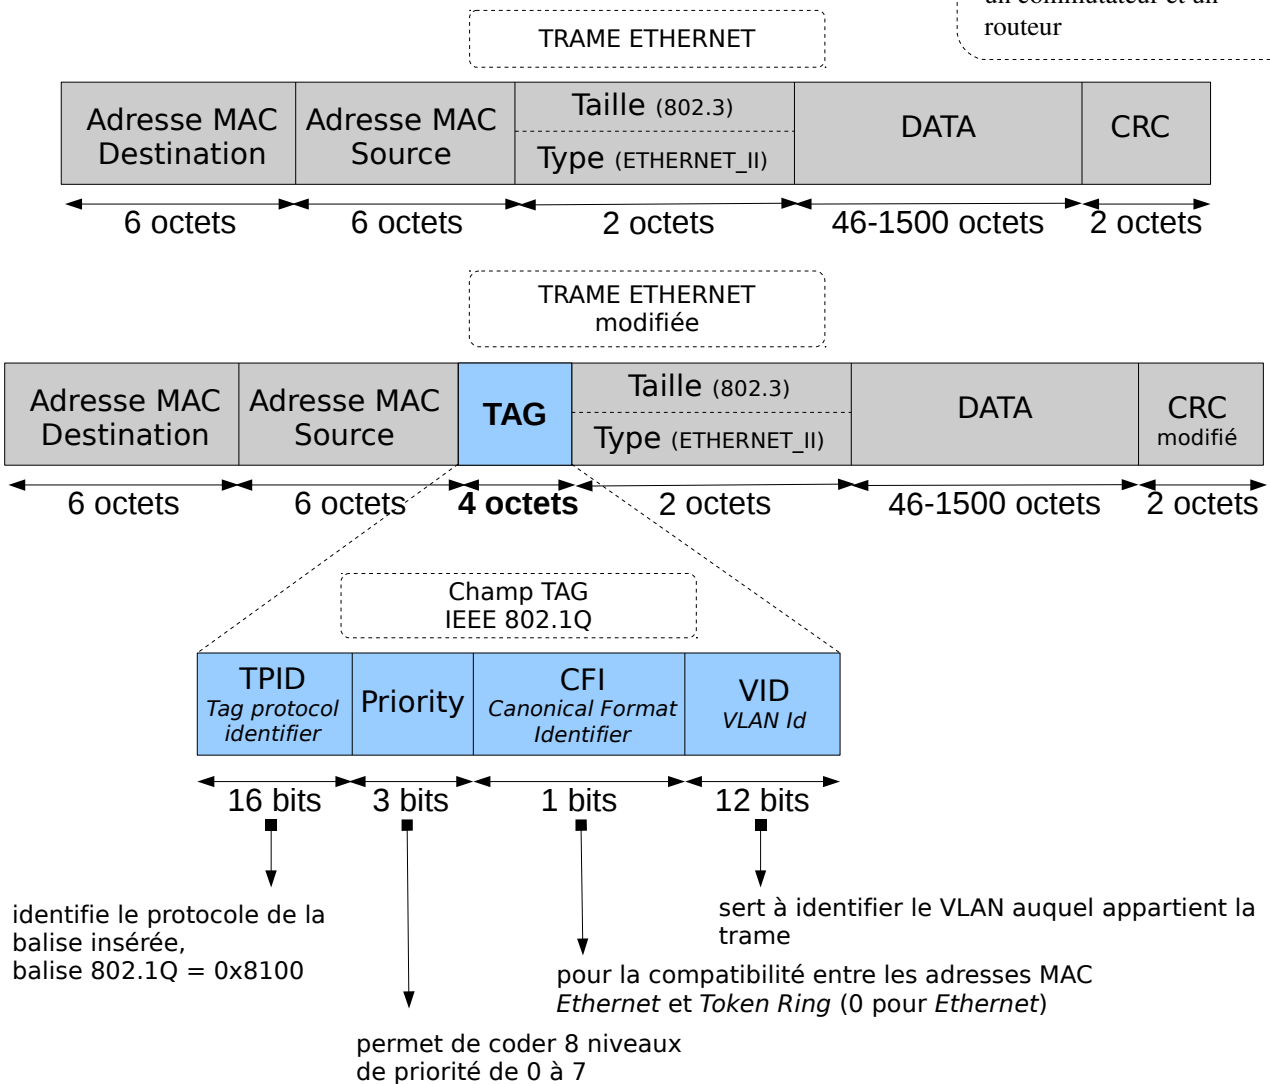 routeur
TRAME ETHERNET
Adresse MAC
Destination
Adresse MAC
Source
Taille (802.3)
Type (ETHERNET_II)
DATA
CRC
6 octets
6 octets
2 octets
46-1500 octets
2 octets
TRAME ETHERNET
modifiée
Adresse MAC
Destination
Adresse MAC
Source
TAG
Taille (802.3)
Type (ETHERNET_II)
DATA
CRC
modifié
6 octets
6 octets
4 octets
2 octets
46-1500 octets
2 octets
Champ TAG
IEEE 802.1Q
TPID
Tag protocol
identifier
Priority
CFI
Canonical Format
Identifier
VID
VLAN Id
16 bits
3 bits
1 bits
12 bits
identifie le protocole de la
balise insérée,
balise 802.1Q = 0x8100
sert à identifier le VLAN auquel appartient la
trame
pour la compatibilité entre les adresses MAC
Ethernet et Token Ring (0 pour Ethernet)
permet de coder 8 niveaux
de priorité de 0 à 7